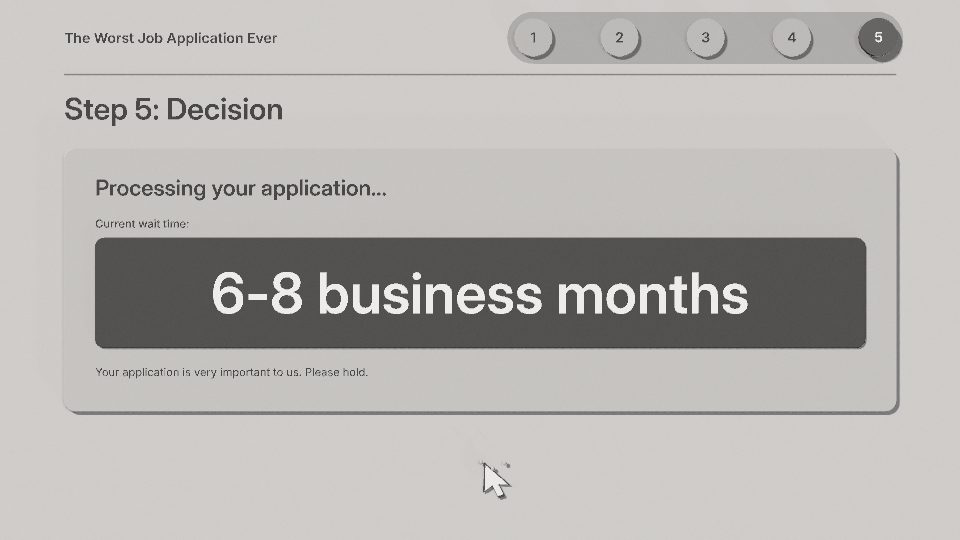 The Worst Job Application Ever
1 2 3 4 5
Step 5: Decision
Processing your application...
Current wait time:
6-8 business months
Your application is very important to us. Please hold.